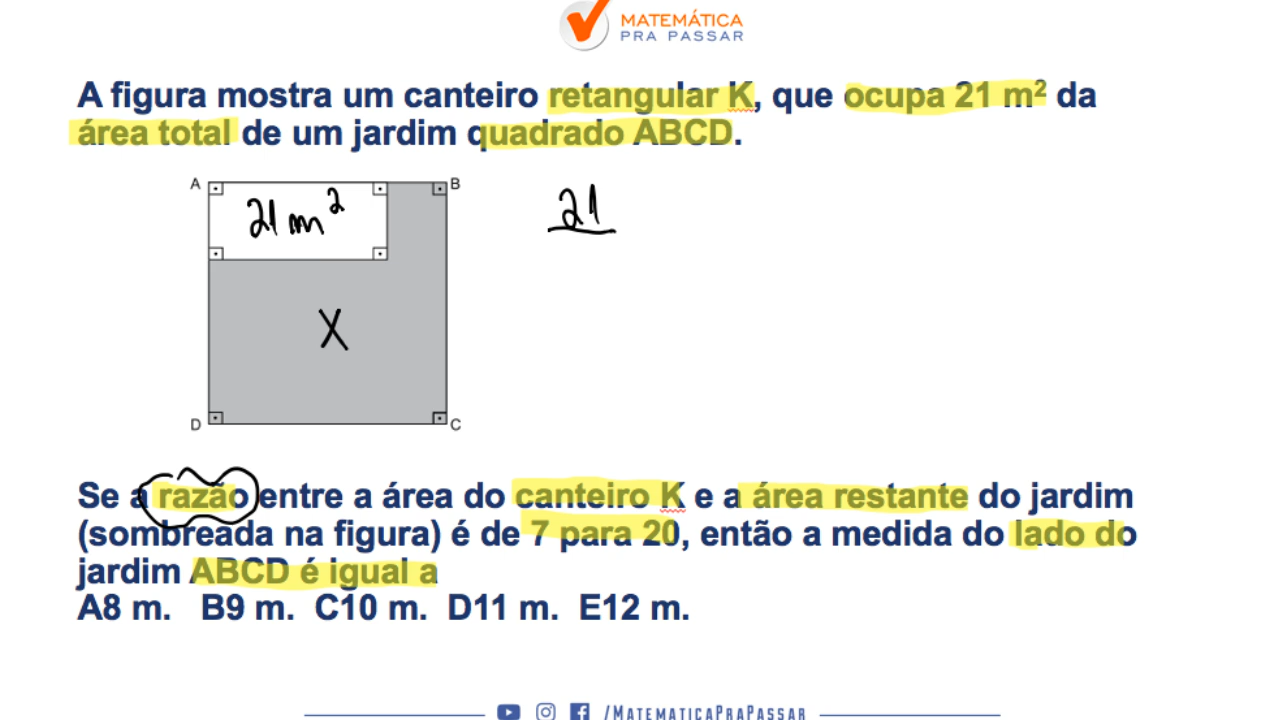 MATEMÁTICA
PRA PASSAR
A figura mostra um canteiro retangular K, que ocupa 21 m² da
área total de um jardim quadrado ABCD.
A
B
21 m²
21
X
D
C
Se a razão entre a área do canteiro K e a área restante do jardim
(sombreada na figura) é de 7 para 20, então a medida do lado do
jardim ABCD é igual a
A8 m. B9 m. C10 m. D11 m. E12 m.
/MATEMATICAPRAPASSAR